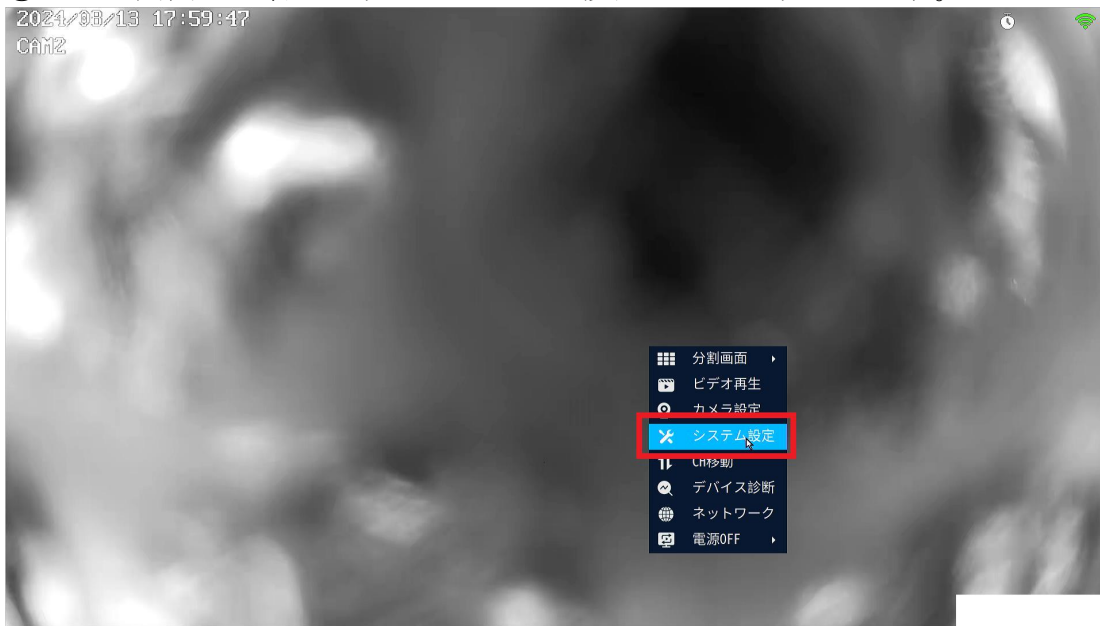 2024/08/13 17:59:47
CAM2
分割画面
ビデオ再生
カメラ設定
システム設定
CH移動
デバイス診断
ネットワーク
電源OFF